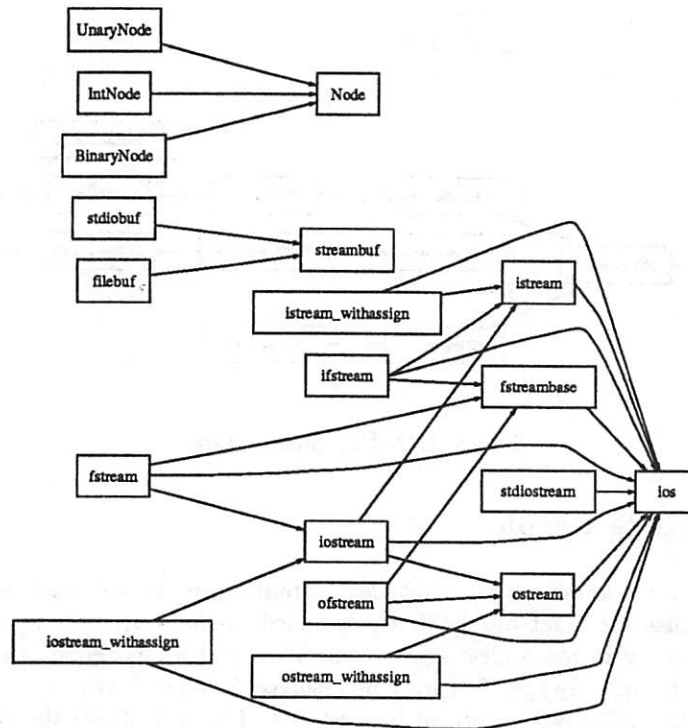 UnaryNode
IntNode
Node
BinaryNode
stdiobuf
streambuf
filebuf
istream
istream_withassign
ifstream
fstreambase
fstream
stdiostream
ios
iostream
ofstream
ostream
iostream_withassign
ostream_withassign